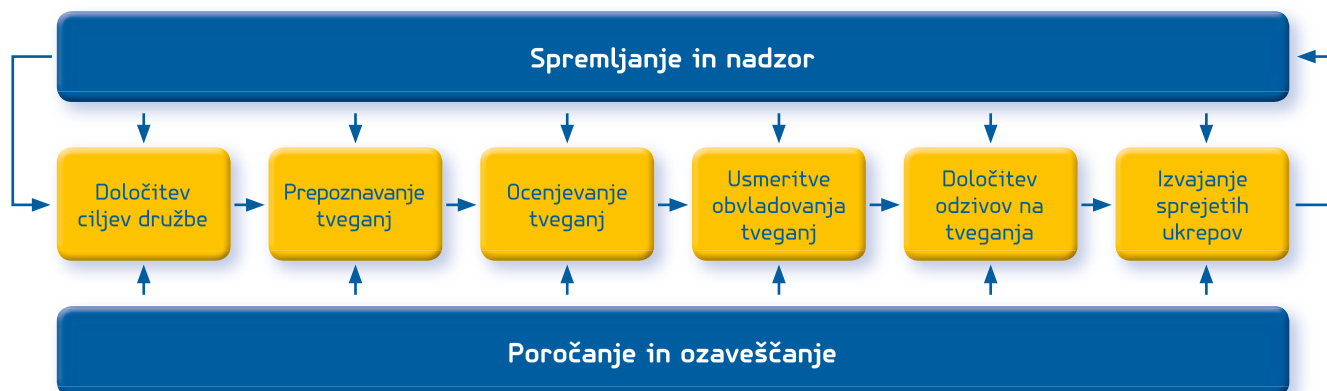 Spremljanje in nadzor
Določitev
ciljev družbe
Prepoznavanje
tveganj
Ocenjevanje
tveganj
Usmeritve
obvladovanja
tveganj
Določitev
odzivov na
tveganja
Izvajanje
sprejetih
ukrepov
Poročanje in ozaveščanje